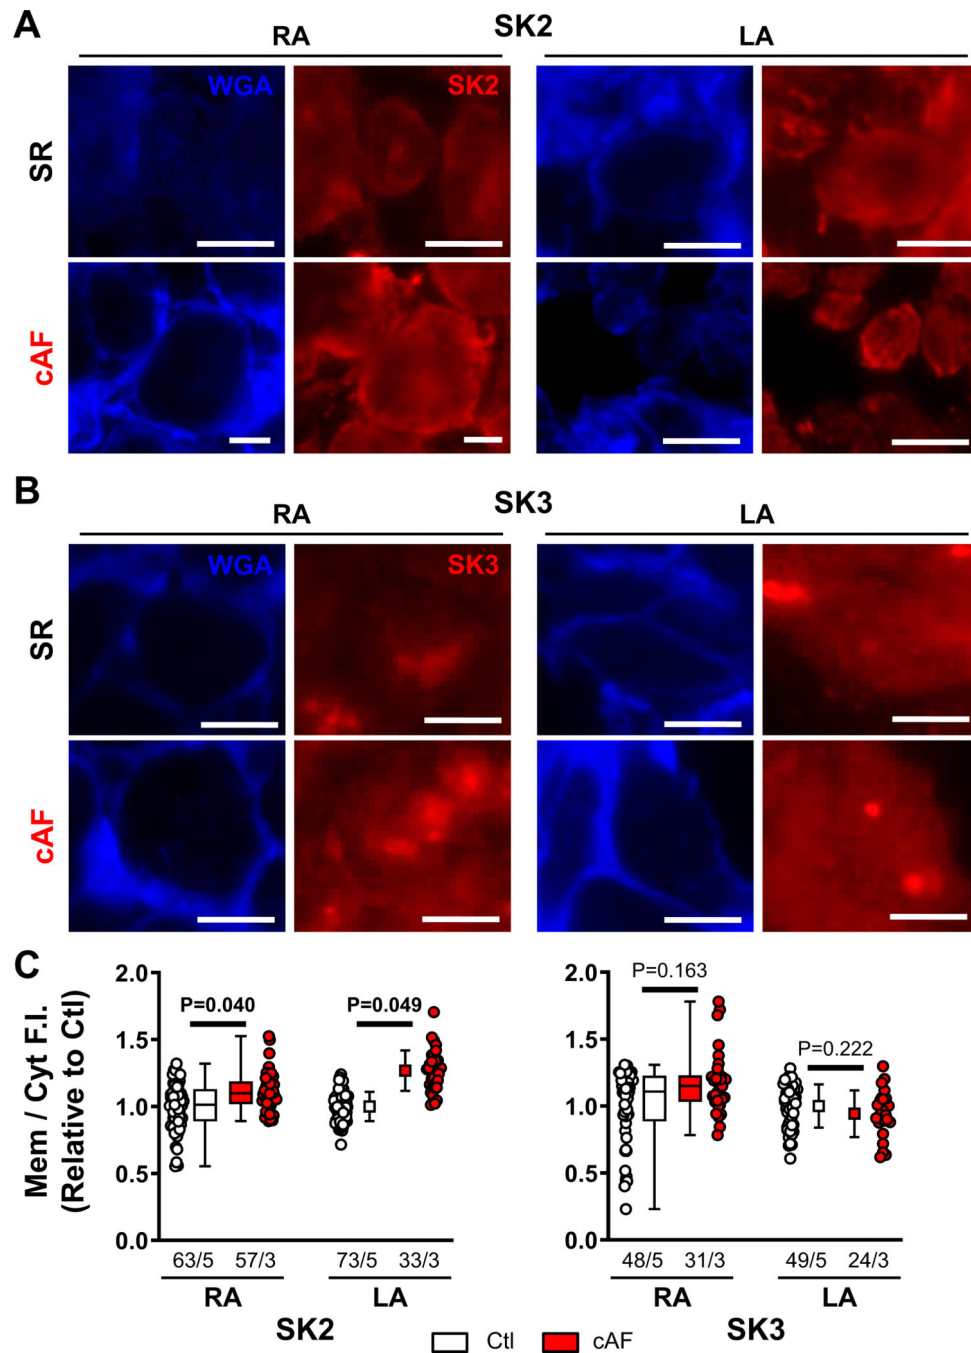 A
SK2
RA
LA
WGA
SK2
SR
cAF
B
SK3
RA
LA
WGA
SK3
SR
cAF
C
Mem / Cyt F.I.
(Relative to Ctl)
2.0
1.5
1.0
0.5
0.0
P=0.040
P=0.049
63/5 57/3 73/5 33/3
RA LA
SK2
2.0
1.5
1.0
0.5
0.0
P=0.163
P=0.222
48/5 31/3 49/5 24/3
RA LA
SK3
Ctl cAF